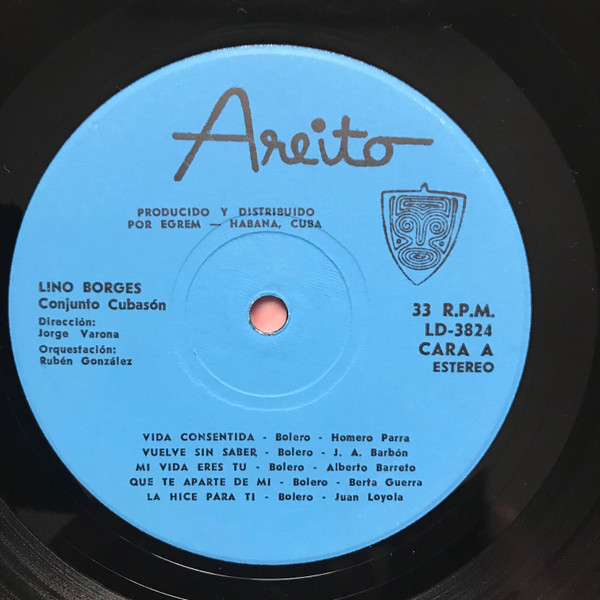 Areito
PRODUCIDO Y DISTRIBUIDO
POR EGREM — HABANA, CUBA
LINO BORGES
Conjunto Cubasón
Dirección:
Jorge Varona
Orquestación:
Rubén González
33 R.P.M.
LD-3824
CARA A
ESTEREO
VIDA CONSENTIDA - Bolero - Homero Parra
VUELVE SIN SABER - Bolero - J. A. Barbón
MI VIDA ERES TU - Bolero - Alberto Barreto
QUE TE APARTE DE MI - Bolero - Berta Guerra
LA HICE PARA TI - Bolero - Juan Loyola